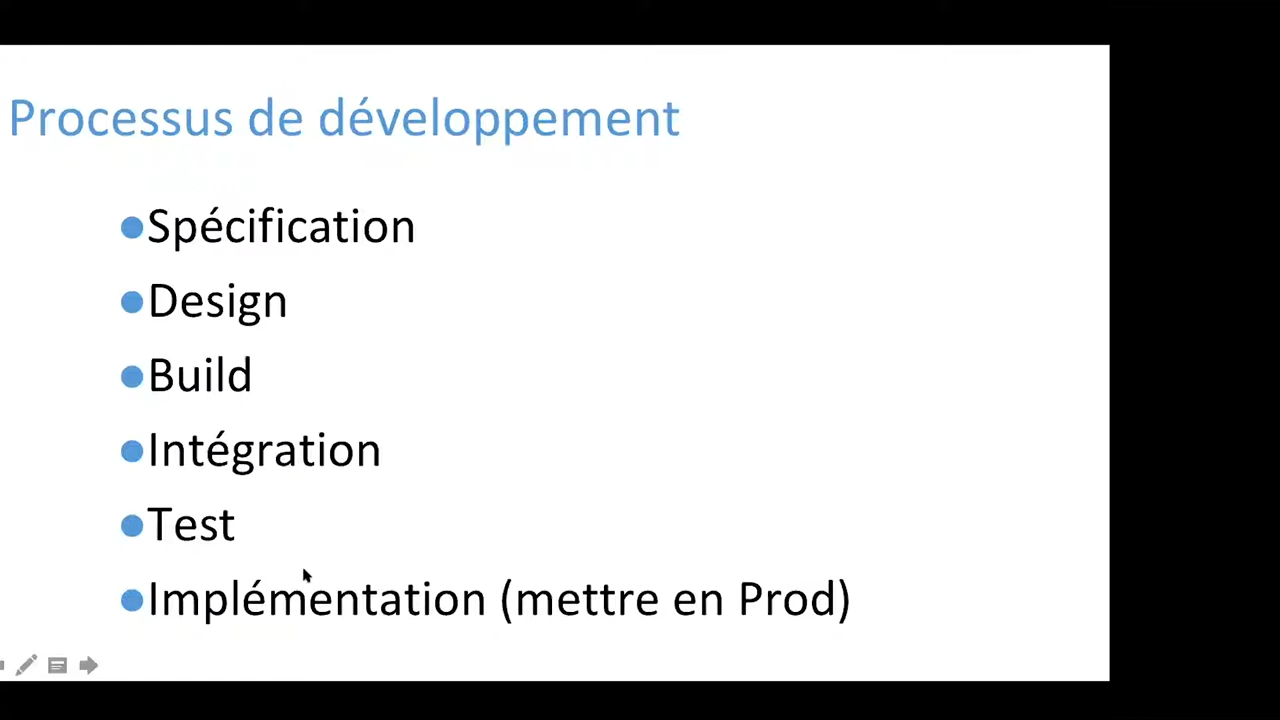 Processus de développement
●Spécification
●Design
●Build
●Intégration
●Test
●Implémentation (mettre en Prod)